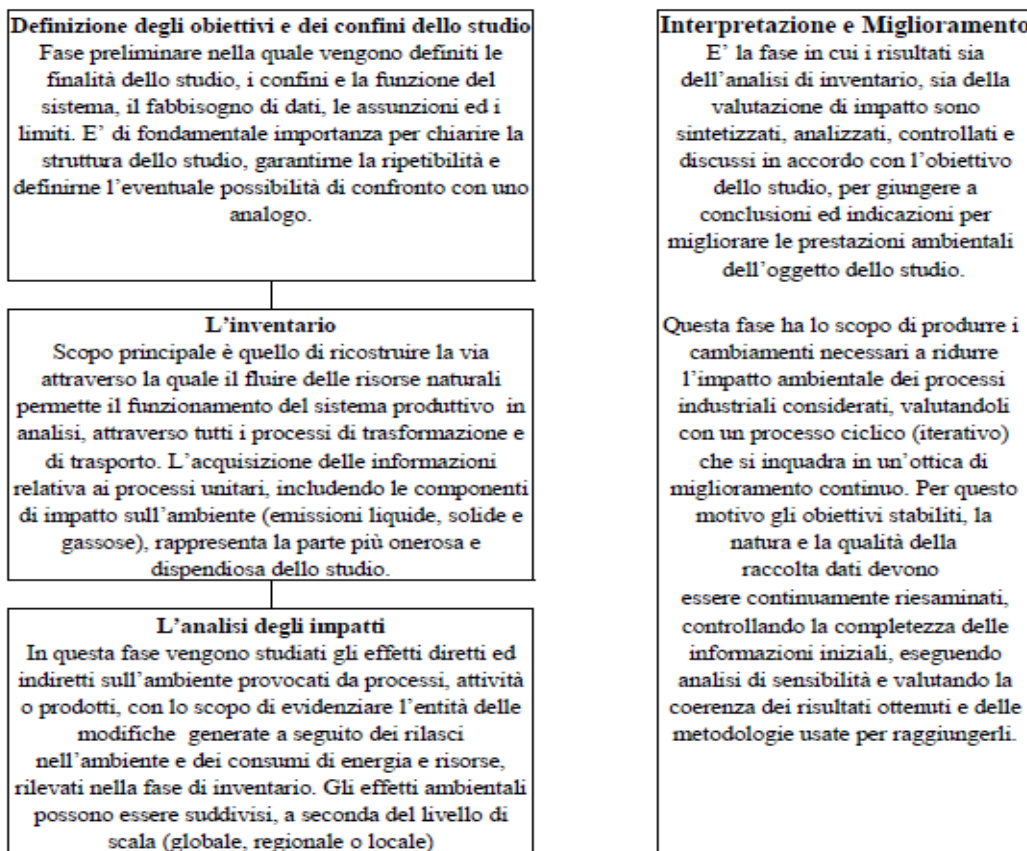 Definizione degli obiettivi e dei confini dello studio
Fase preliminare nella quale vengono definiti le
finalità dello studio, i confini e la funzione del
sistema, il fabbisogno di dati, le assunzioni ed i
limiti. E’ di fondamentale importanza per chiarire la
struttura dello studio, garantirne la ripetibilità e
definirne l’eventuale possibilità di confronto con uno
analogo.
L’inventario
Scopo principale è quello di ricostruire la via
attraverso la quale il fluire delle risorse naturali
permette il funzionamento del sistema produttivo in
analisi, attraverso tutti i processi di trasformazione e
di trasporto. L’acquisizione delle informazioni
relativa ai processi unitari, includendo le componenti
di impatto sull’ambiente (emissioni liquide, solide e
gassose), rappresenta la parte più onerosa e
dispendiosa dello studio.
L’analisi degli impatti
In questa fase vengono studiati gli effetti diretti ed
indiretti sull’ambiente provocati da processi, attività
o prodotti, con lo scopo di evidenziare l’entità delle
modifiche generate a seguito dei rilasci
nell’ambiente e dei consumi di energia e risorse,
rilevati nella fase di inventario. Gli effetti ambientali
possono essere suddivisi, a seconda del livello di
scala (globale, regionale o locale)
Interpretazione e Miglioramento
E’ la fase in cui i risultati sia
dell’analisi di inventario, sia della
valutazione di impatto sono
sintetizzati, analizzati, controllati e
discussi in accordo con l’obiettivo
dello studio, per giungere a
conclusioni ed indicazioni per
migliorare le prestazioni ambientali
dell’oggetto dello studio.
Questa fase ha lo scopo di produrre i
cambiamenti necessari a ridurre
l’impatto ambientale dei processi
industriali considerati, valutandoli
con un processo ciclico (iterativo)
che si inquadra in un’ottica di
miglioramento continuo. Per questo
motivo gli obiettivi stabiliti, la
natura e la qualità della
raccolta dati devono
essere continuamente riesaminati,
controllando la completezza delle
informazioni iniziali, eseguendo
analisi di sensibilità e valutando la
coerenza dei risultati ottenuti e delle
metodologie usate per raggiungerli.